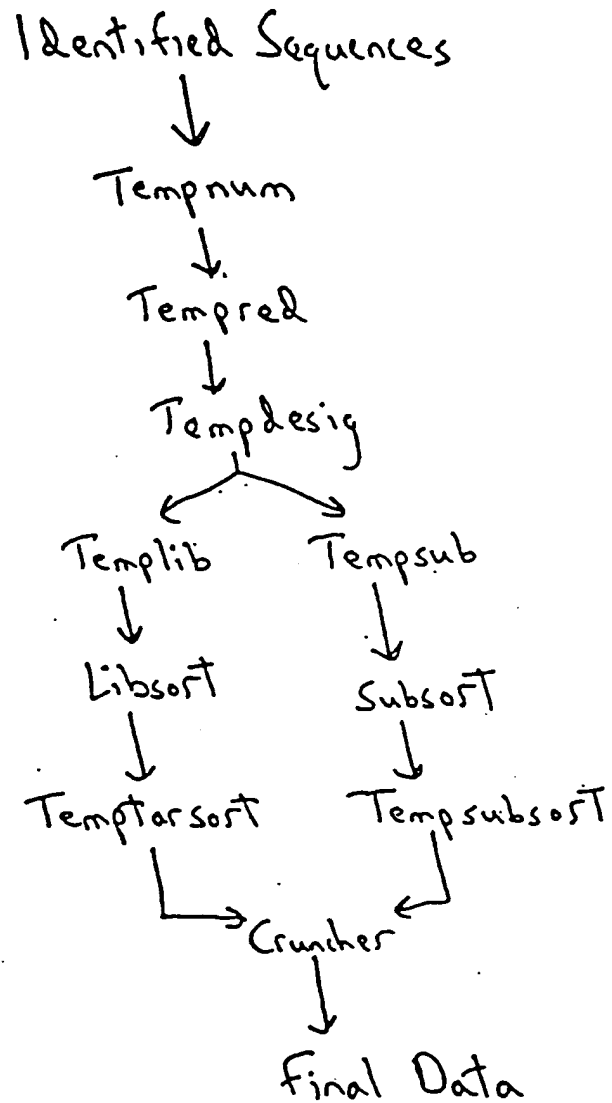 Identified Sequences
Tempnum
Tempred
Tempdesig
Templib Tempsub
Libsort Subsort
Temptarsort Tempsubsort
Cruncher
Final Data